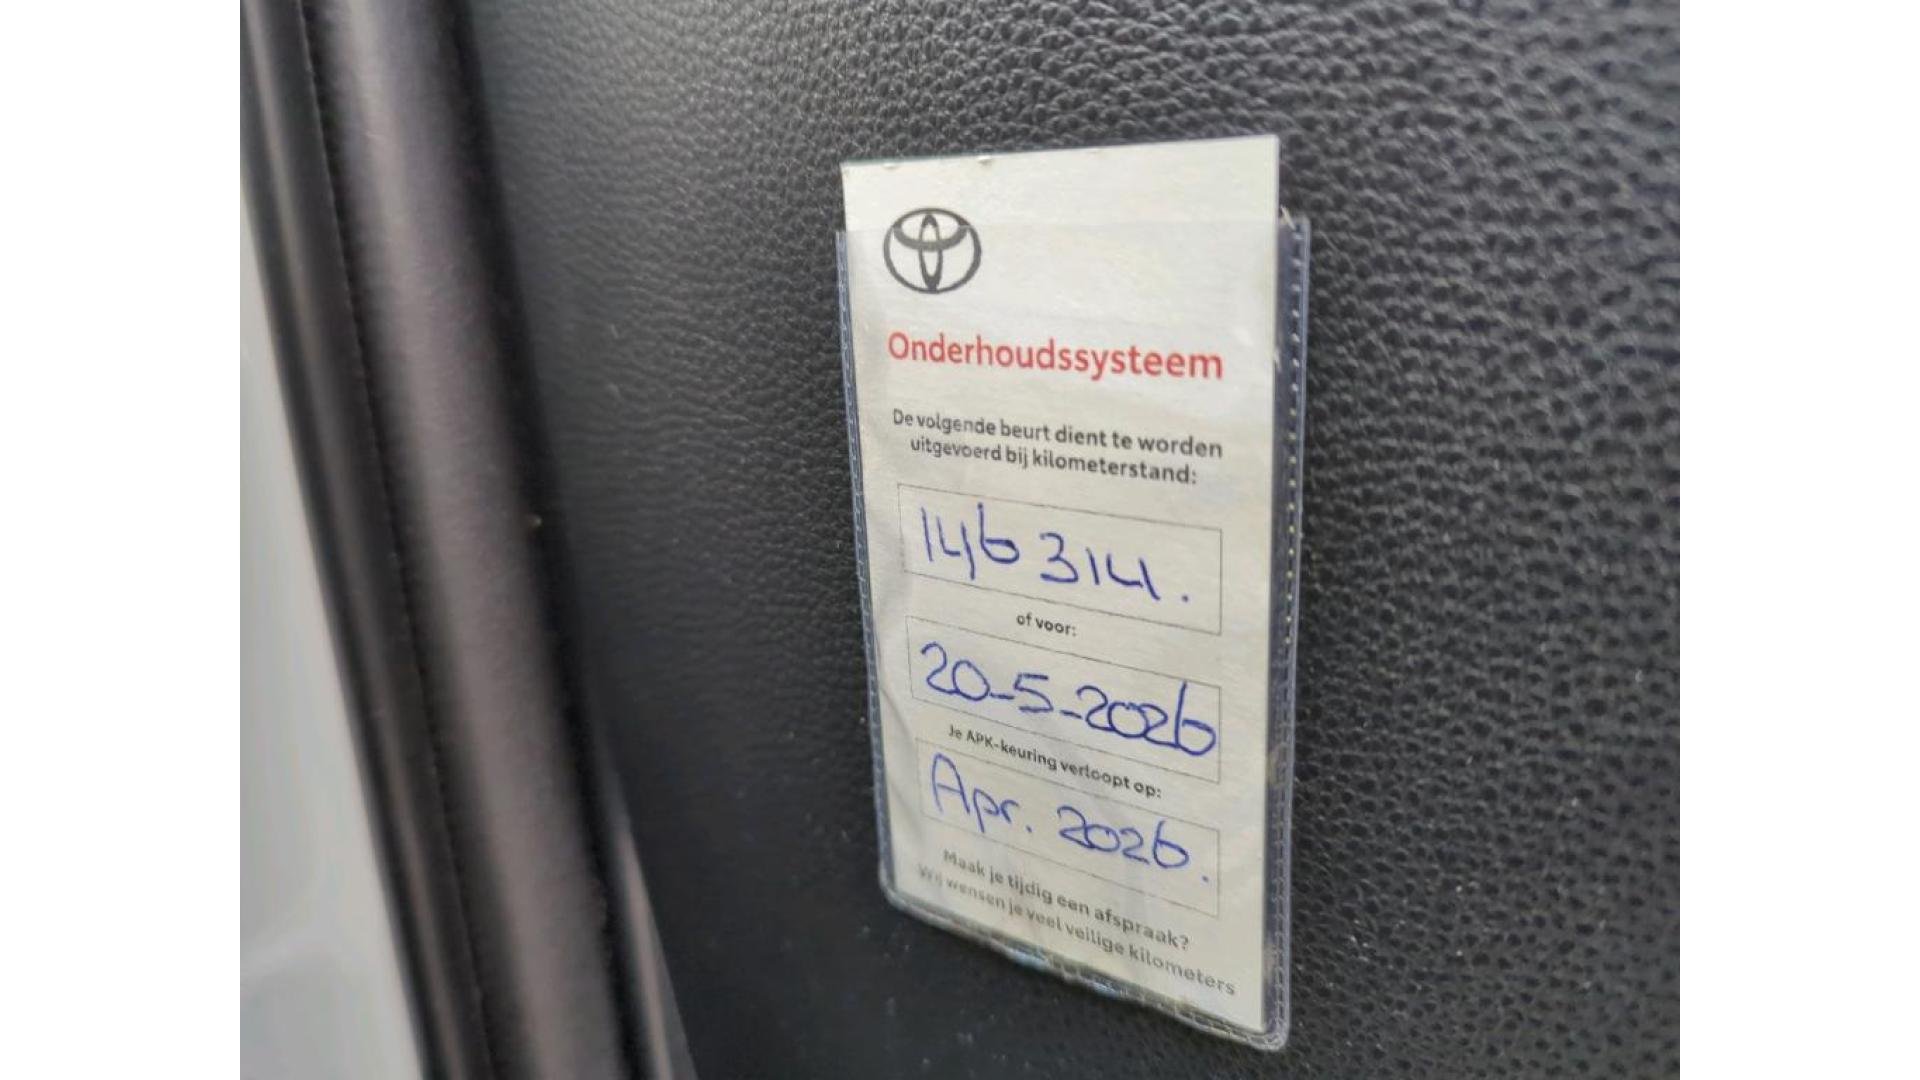 Onderhoudssysteem
De volgende beurt dient te worden
uitgevoerd bij kilometerstand:
146 314.
of voor:
20-5-2026
Je APK-keuring verloopt op:
Apr. 2026.
Maak je tijdig een afspraak?
Wij wensen je veel veilige kilometers